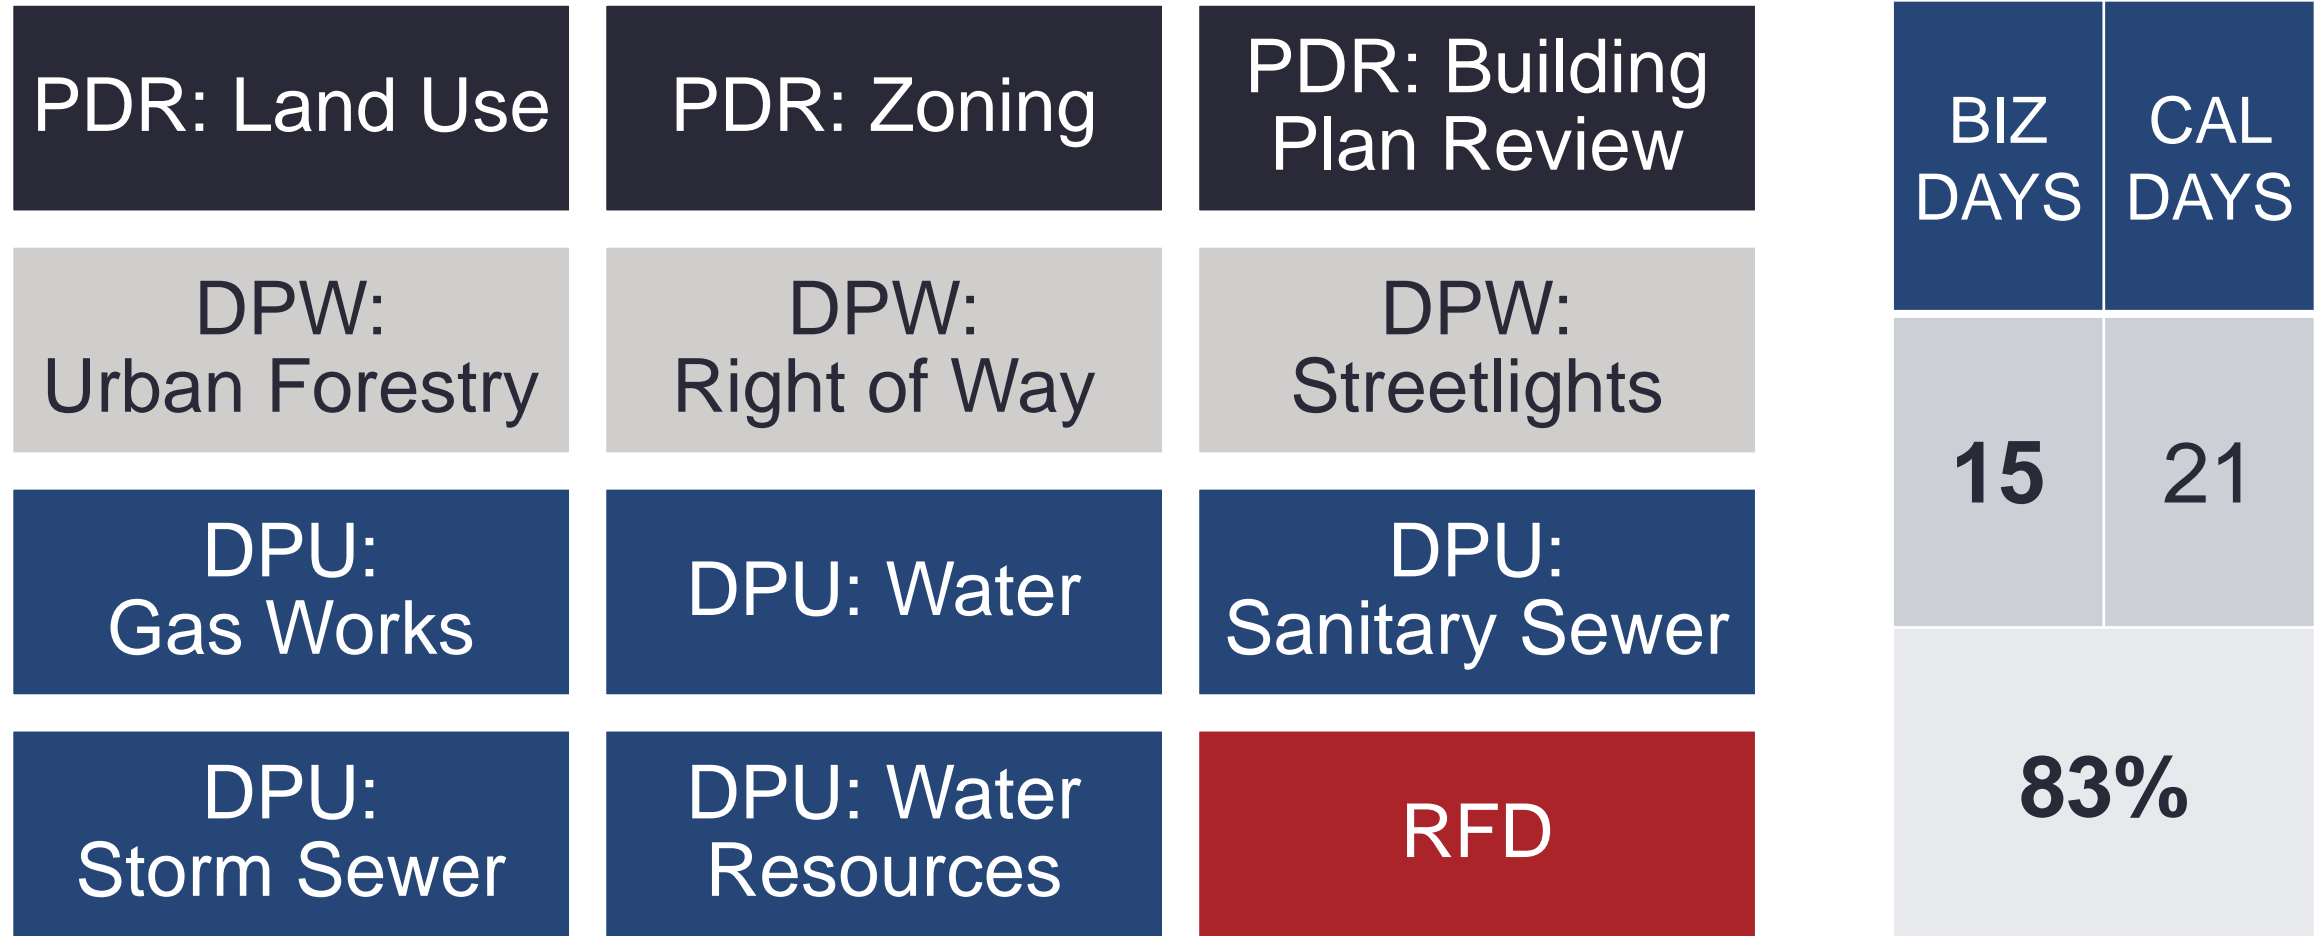 PDR: Land Use
PDR: Zoning
PDR: Building
Plan Review
DPW:
Urban Forestry
DPW:
Right of Way
DPW:
Streetlights
DPU:
Gas Works
DPU: Water
DPU:
Sanitary Sewer
DPU:
Storm Sewer
DPU: Water
Resources
RFD
BIZ
DAYS
CAL
DAYS
15
21
83%